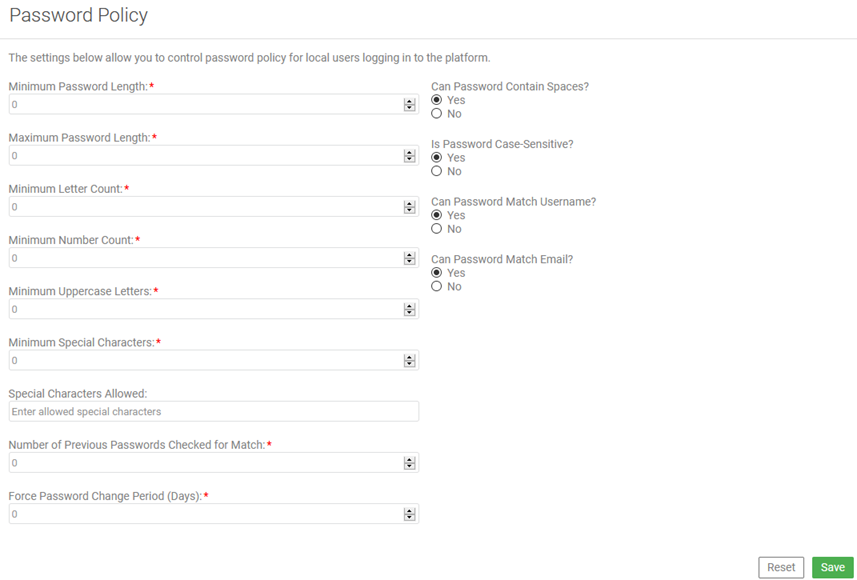 Password Policy
The settings below allow you to control password policy for local users logging in to the platform.
Minimum Password Length:*
0
Maximum Password Length:*
0
Minimum Letter Count:*
0
Minimum Number Count:*
0
Minimum Uppercase Letters:*
0
Minimum Special Characters:*
0
Special Characters Allowed:
Enter allowed special characters
Number of Previous Passwords Checked for Match:*
0
Force Password Change Period (Days):*
0
Can Password Contain Spaces?
Yes
No
Is Password Case-Sensitive?
Yes
No
Can Password Match Username?
Yes
No
Can Password Match Email?
Yes
No
Reset
Save